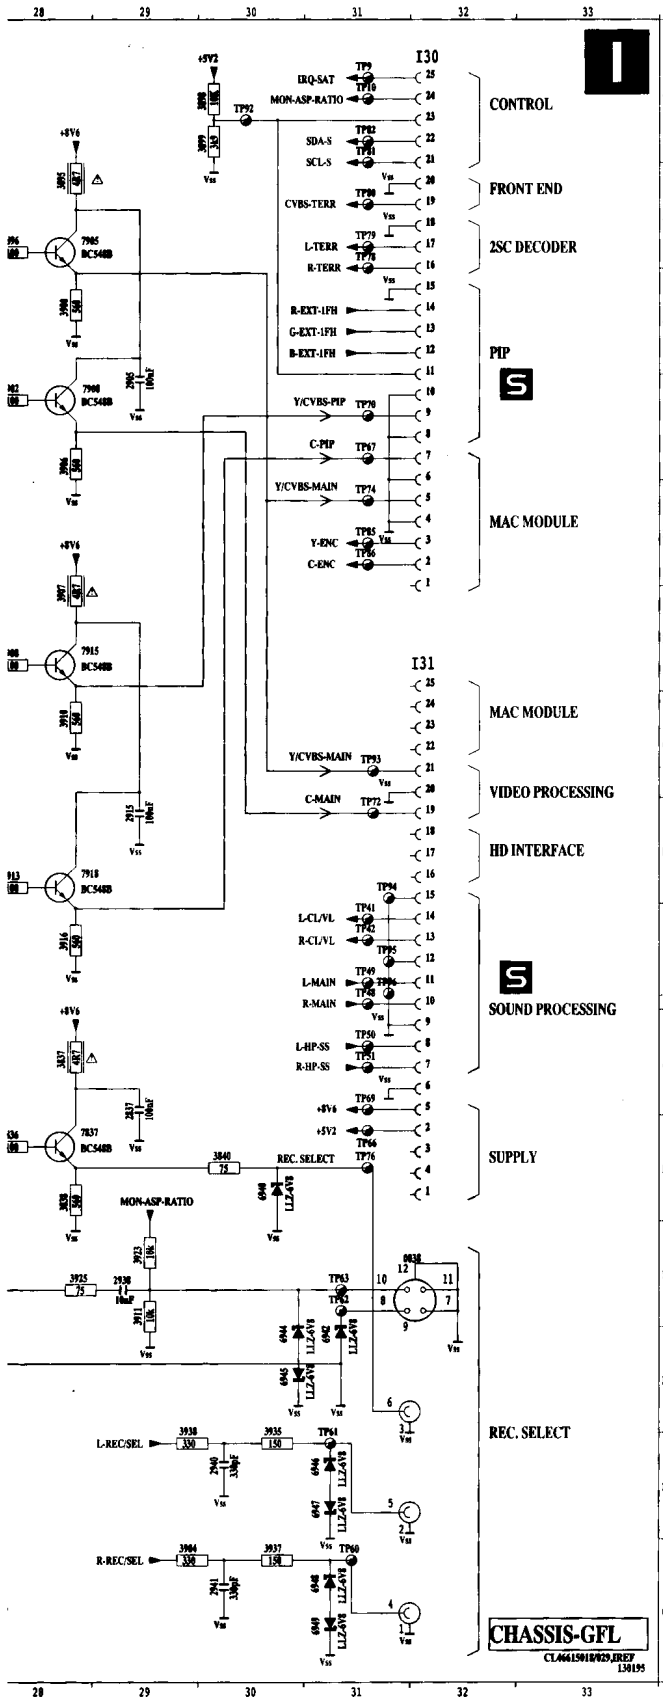 28 29 30 31 32 33
I
+5V2
3898
10K
TP92
3899
3k9
Vss
I30
IRQ-SAT TP9 25
MON-ASP-RATIO TP10 24
23
SDA-S TP82 22
SCL-S TP81 21
CONTROL
Vss 20
CVBS-TERR TP80 19
FRONT END
Vss 18
L-TERR TP79 17
R-TERR TP78 16
2SC DECODER
Vss 15
R-EXT-1FH 14
G-EXT-1FH 13
B-EXT-1FH 12
11
10
Y/CVBS-PIP TP70 9
8
PIP
S
C-PIP TP67 7
6
Y/CVBS-MAIN TP74 5
4
Y-ENC TP85 Vss 3
C-ENC TP86 2
1
MAC MODULE
+8V6
3895
4R7
7905
BC548B
3900
560
Vss
7908
BC548B
2905
100nF
Vss
3906
560
Vss
+8V6
3907
4R7
7915
BC548B
3910
560
Vss
2915
100nF
Vss
7918
BC548B
3916
560
Vss
I31
25
24
23
22
MAC MODULE
Y/CVBS-MAIN TP93 21
Vss 20
C-MAIN TP72 19
VIDEO PROCESSING
18
17
16
HD INTERFACE
TP94 15
L-CL/VL TP41 14
R-CL/VL TP42 13
TP95 12
L-MAIN TP49 11
R-MAIN TP48 TP96 10
Vss 9
L-HP-SS TP50 8
R-HP-SS TP51 7
S
SOUND PROCESSING
Vss 6
+8V6 TP69 5
+5V2 TP66 2
3
TP76 4
1
SUPPLY
+8V6
3837
4R7
2837
100nF
Vss
7837
BC548B
3838
560
Vss
3840
75
REC. SELECT
6940
LLZ-6V8
Vss
MON-ASP-RATIO
3923
10k
3925
75
2938
10nF
3911
10k
Vss
TP63
TP62
6944
LLZ-6V8
6942
LLZ-6V8
6945
LLZ-6V8
Vss Vss
0038
12
10 11
8 7
9
Vss
6
3
Vss
REC. SELECT
L-REC/SEL 3938 3935 TP61
330 150
2940
330pF
Vss
6946
LLZ-6V8
6947
LLZ-6V8
Vss
5
2
Vss
R-REC/SEL 3904 3937 TP60
330 150
2941
330pF
Vss
6948
LLZ-6V8
6949
LLZ-6V8
Vss
4
1
Vss
CHASSIS-GFL
CL46615018/029.IREF
130195
28 29 30 31 32 33